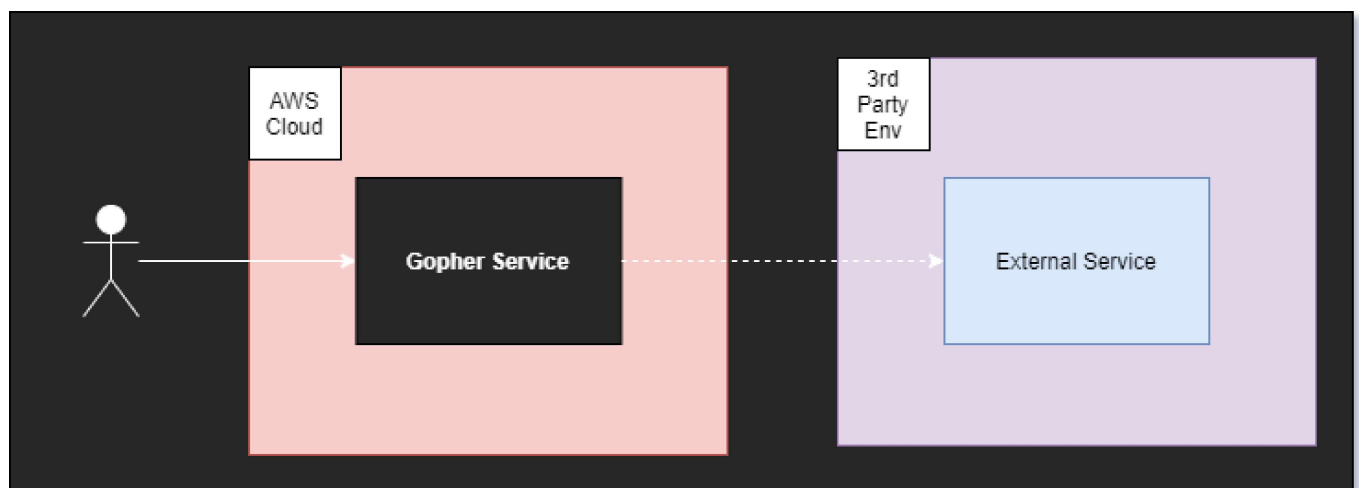 AWS
Cloud
3rd
Party
Env
Gopher Service
External Service